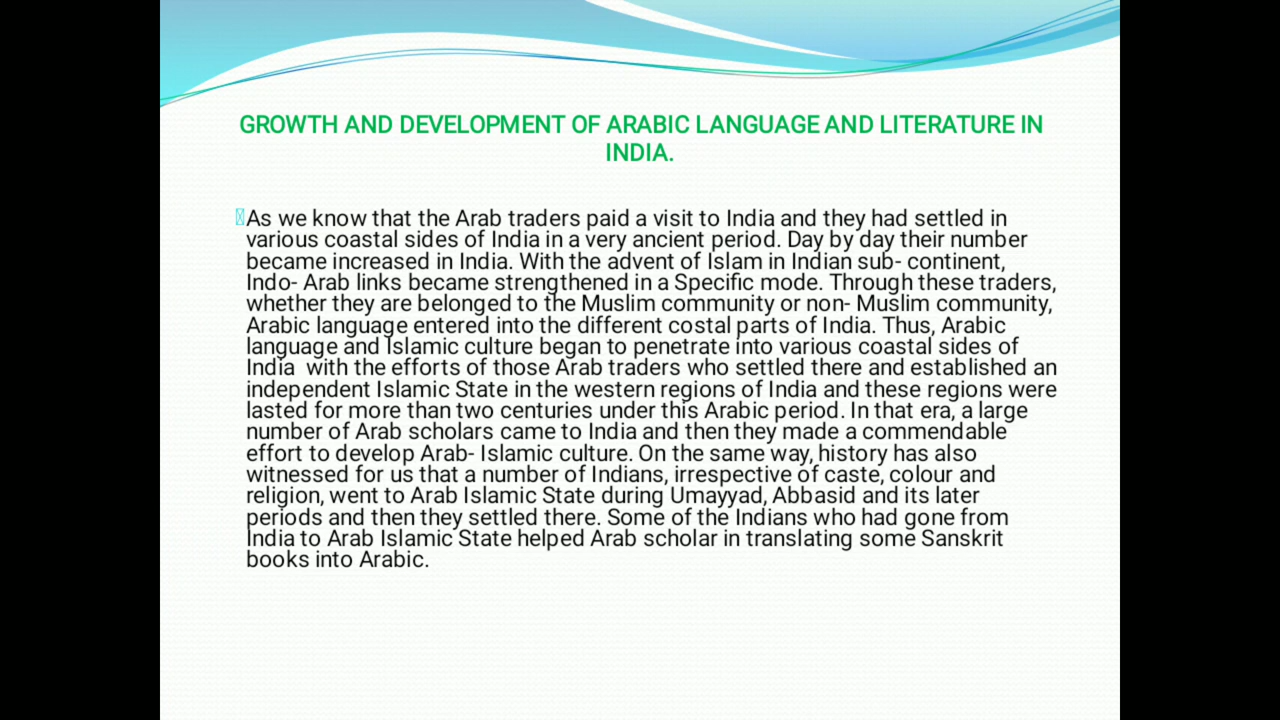 GROWTH AND DEVELOPMENT OF ARABIC LANGUAGE AND LITERATURE IN
INDIA.
As we know that the Arab traders paid a visit to India and they had settled in
various coastal sides of India in a very ancient period. Day by day their number
became increased in India. With the advent of Islam in Indian sub- continent,
Indo- Arab links became strengthened in a Specific mode. Through these traders,
whether they are belonged to the Muslim community or non- Muslim community,
Arabic language entered into the different costal parts of India. Thus, Arabic
language and Islamic culture began to penetrate into various coastal sides of
India  with the efforts of those Arab traders who settled there and established an
independent Islamic State in the western regions of India and these regions were
lasted for more than two centuries under this Arabic period. In that era, a large
number of Arab scholars came to India and then they made a commendable
effort to develop Arab- Islamic culture. On the same way, history has also
witnessed for us that a number of Indians, irrespective of caste, colour and
religion, went to Arab Islamic State during Umayyad, Abbasid and its later
periods and then they settled there. Some of the Indians who had gone from
India to Arab Islamic State helped Arab scholar in translating some Sanskrit
books into Arabic.